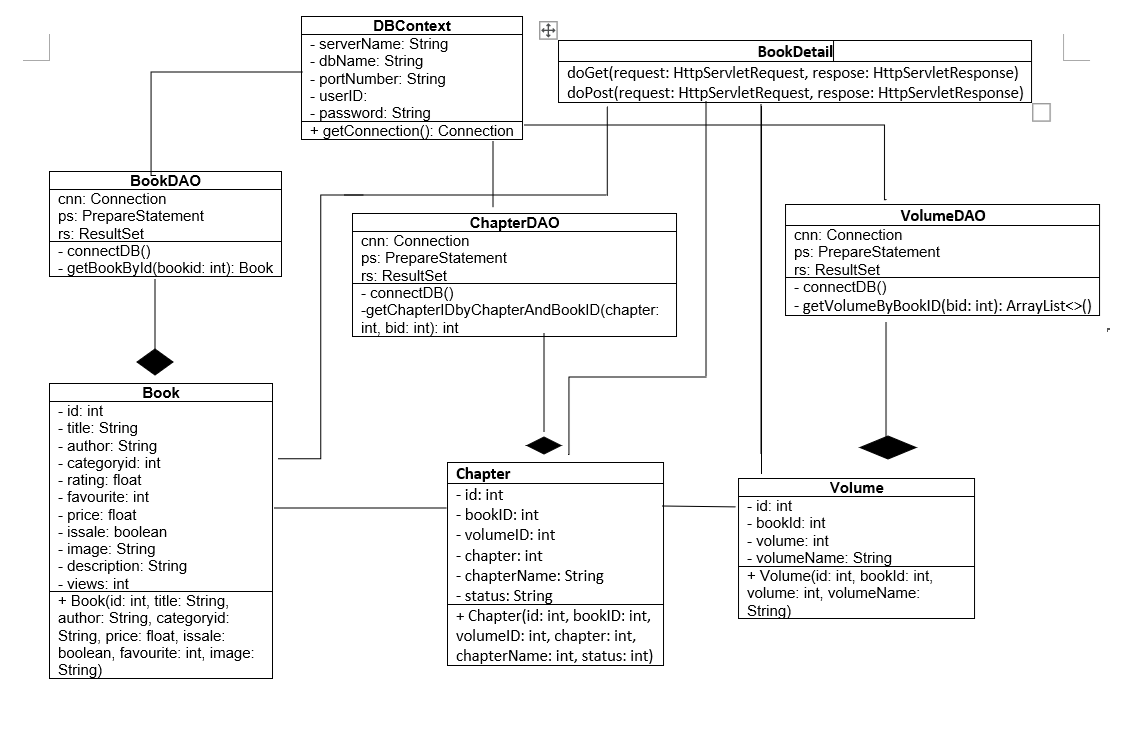 DBContext
- serverName: String
- dbName: String
- portNumber: String
- userID:
- password: String
+ getConnection(): Connection
BookDetail
doGet(request: HttpServletRequest, respose: HttpServletResponse)
doPost(request: HttpServletRequest, respose: HttpServletResponse)
BookDAO
cnn: Connection
ps: PrepareStatement
rs: ResultSet
- connectDB()
- getBookById(bookid: int): Book
ChapterDAO
cnn: Connection
ps: PrepareStatement
rs: ResultSet
- connectDB()
-getChapterIDbyChapterAndBookID(chapter:
int, bid: int): int
VolumeDAO
cnn: Connection
ps: PrepareStatement
rs: ResultSet
- connectDB()
- getVolumeByBookID(bid: int): ArrayList<>()
Book
- id: int
- title: String
- author: String
- categoryid: int
- rating: float
- favourite: int
- price: float
- issale: boolean
- image: String
- description: String
- views: int
+ Book(id: int, title: String,
author: String, categoryid:
String, price: float, issale:
boolean, favourite: int, image:
String)
Chapter
- id: int
- bookID: int
- volumeID: int
- chapter: int
- chapterName: String
- status: String
+ Chapter(id: int, bookID: int,
volumeID: int, chapter: int,
chapterName: int, status: int)
Volume
- id: int
- bookId: int
- volume: int
- volumeName: String
+ Volume(id: int, bookId: int,
volume: int, volumeName:
String)